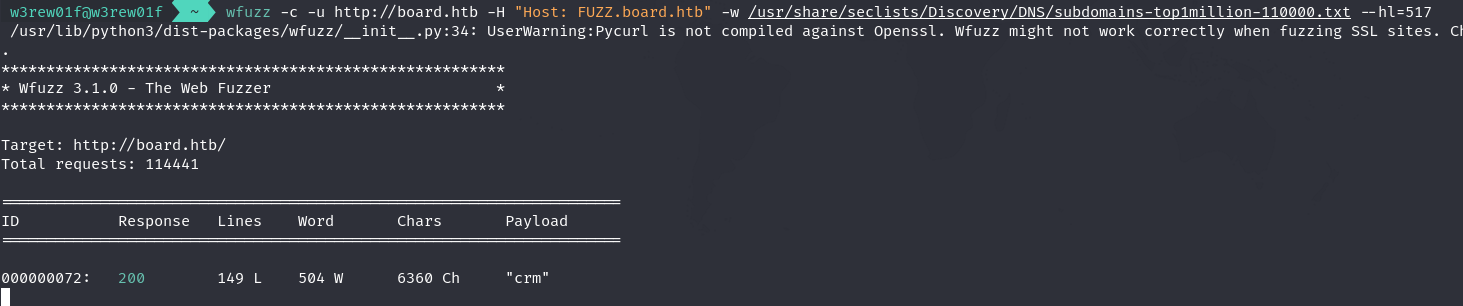 w3rew01f@w3rew01f ~ wfuzz -c -u http://board.htb -H "Host: FUZZ.board.htb" -w /usr/share/seclists/Discovery/DNS/subdomains-top1million-110000.txt --hl=517
/usr/lib/python3/dist-packages/wfuzz/__init__.py:34: UserWarning:Pycurl is not compiled against Openssl. Wfuzz might not work correctly when fuzzing SSL sites. Ch
.
********************************************************
* Wfuzz 3.1.0 - The Web Fuzzer                         *
********************************************************
Target: http://board.htb/
Total requests: 114441
=====================================================================
ID           Response   Lines    Word       Chars       Payload
=====================================================================
000000072:   200        149 L    504 W      6360 Ch     "crm"